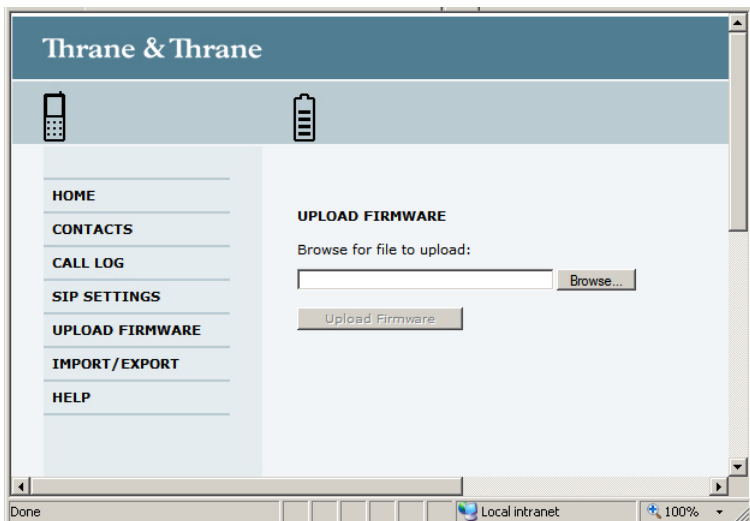 Thrane & Thrane
HOME
CONTACTS
CALL LOG
SIP SETTINGS
UPLOAD FIRMWARE
IMPORT/EXPORT
HELP
UPLOAD FIRMWARE
Browse for file to upload:
Browse...
Upload Firmware
Done
Local intranet
100%